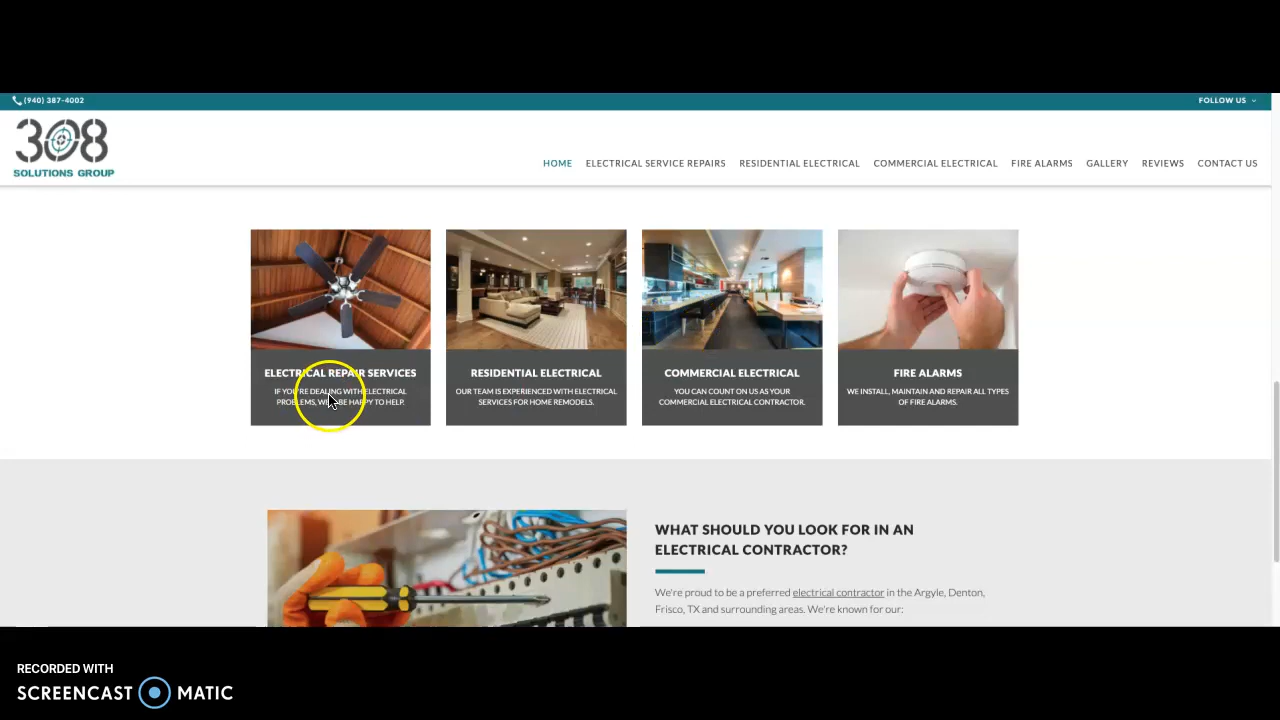 (940) 387-4002
FOLLOW US
308
SOLUTIONS GROUP
HOME ELECTRICAL SERVICE REPAIRS RESIDENTIAL ELECTRICAL COMMERCIAL ELECTRICAL FIRE ALARMS GALLERY REVIEWS CONTACT US
ELECTRICAL REPAIR SERVICES
IF YOU'RE DEALING WITH ELECTRICAL
PROBLEMS, BE HAPPY TO HELP.
RESIDENTIAL ELECTRICAL
OUR TEAM IS EXPERIENCED WITH ELECTRICAL
SERVICES FOR HOME REMODELS.
COMMERCIAL ELECTRICAL
YOU CAN COUNT ON US AS YOUR
COMMERCIAL ELECTRICAL CONTRACTOR.
FIRE ALARMS
WE INSTALL, MAINTAIN AND REPAIR ALL TYPES
OF FIRE ALARMS.
WHAT SHOULD YOU LOOK FOR IN AN
ELECTRICAL CONTRACTOR?
We're proud to be a preferred electrical contractor in the Argyle, Denton,
Frisco, TX and surrounding areas. We're known for our:
RECORDED WITH
SCREENCAST MATIC